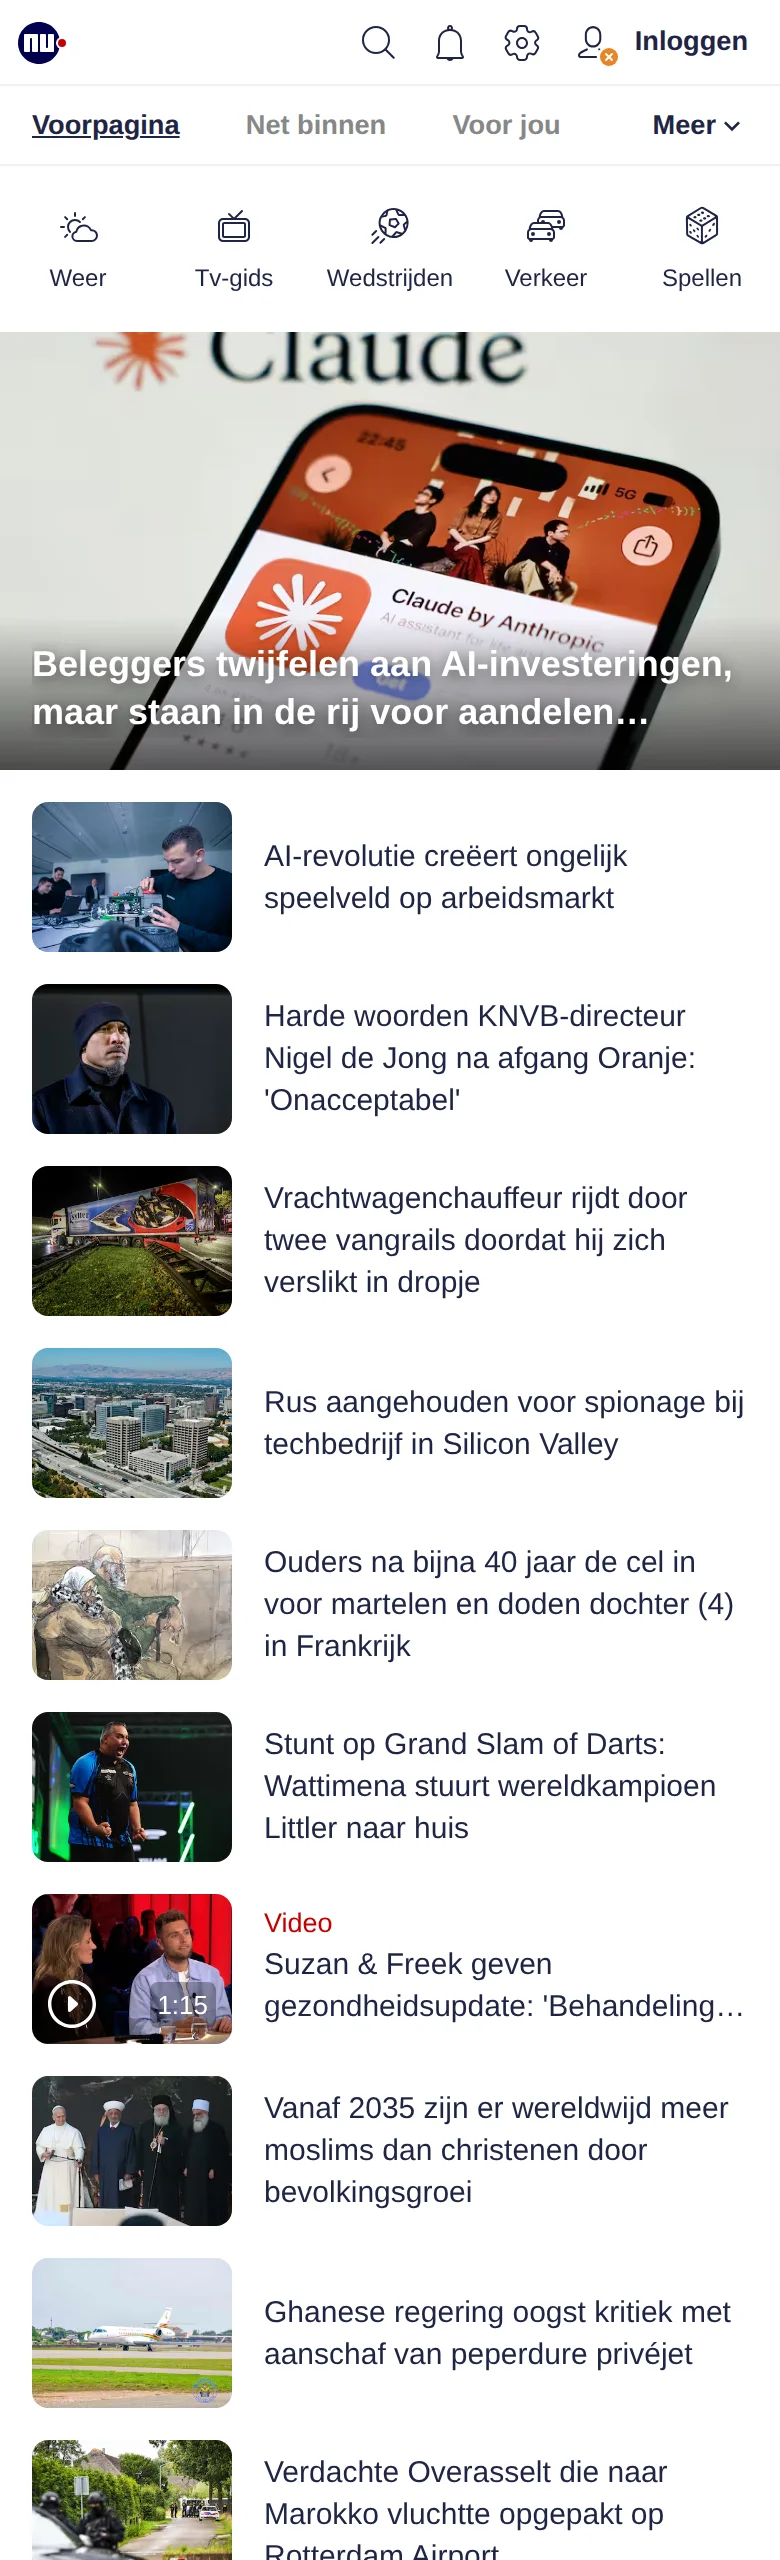 nu
Inloggen
Voorpagina
Net binnen
Voor jou
Meer
Weer
Tv-gids
Wedstrijden
Verkeer
Spellen
Claude
22:45
5G
Claude by Anthropic
AI assistant for
Get
Beleggers twijfelen aan AI-investeringen,
maar staan in de rij voor aandelen...
AI-revolutie creëert ongelijk
speelveld op arbeidsmarkt
Harde woorden KNVB-directeur
Nigel de Jong na afgang Oranje:
'Onacceptabel'
Vrachtwagenchauffeur rijdt door
twee vangrails doordat hij zich
verslikt in dropje
Rus aangehouden voor spionage bij
techbedrijf in Silicon Valley
Ouders na bijna 40 jaar de cel in
voor martelen en doden dochter (4)
in Frankrijk
Stunt op Grand Slam of Darts:
Wattimena stuurt wereldkampioen
Littler naar huis
1:15
Video
Suzan & Freek geven
gezondheidsupdate: 'Behandeling...
Vanaf 2035 zijn er wereldwijd meer
moslims dan christenen door
bevolkingsgroei
Ghanese regering oogst kritiek met
aanschaf van peperdure privéjet
Verdachte Overasselt die naar
Marokko vluchtte opgepakt op
Rotterdam Airport